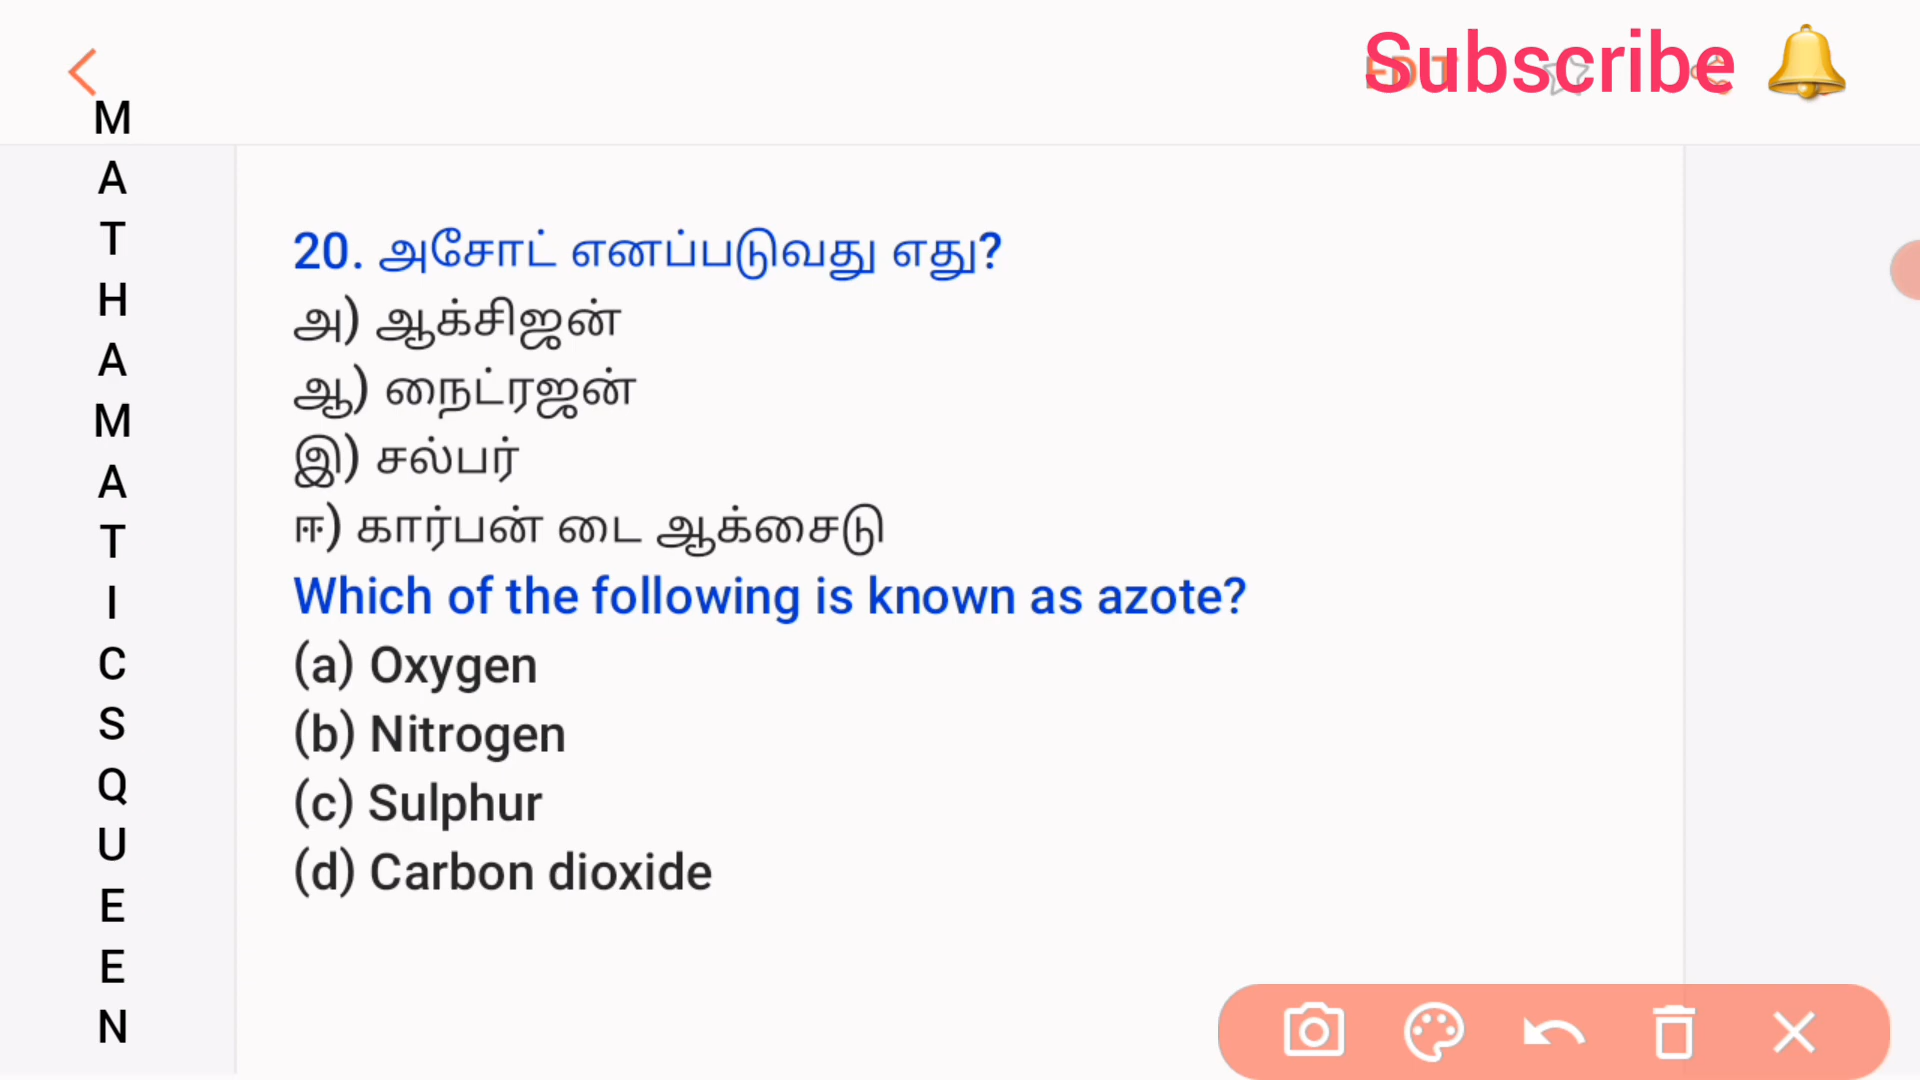 Subscribe 🔔
MATHAMATICSQUEEN
20. அசோட் எனப்படுவது எது?
அ) ஆக்சிஜன்
ஆ) நைட்ரஜன்
இ) சல்பர்
ஈ) கார்பன் டை ஆக்சைடு
Which of the following is known as azote?
(a) Oxygen
(b) Nitrogen
(c) Sulphur
(d) Carbon dioxide